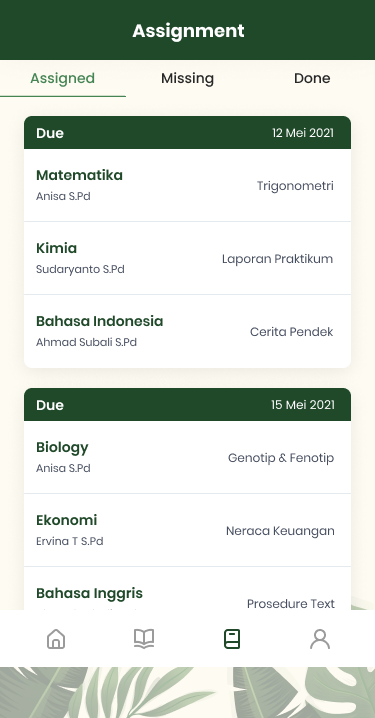 Assignment
Assigned Missing Done
Due 12 Mei 2021
Matematika
Anisa S.Pd
Trigonometri
Kimia
Sudaryanto S.Pd
Laporan Praktikum
Bahasa Indonesia
Ahmad Subali S.Pd
Cerita Pendek
Due 15 Mei 2021
Biology
Anisa S.Pd
Genotip & Fenotip
Ekonomi
Ervina T S.Pd
Neraca Keuangan
Bahasa Inggris
Prosedure Text